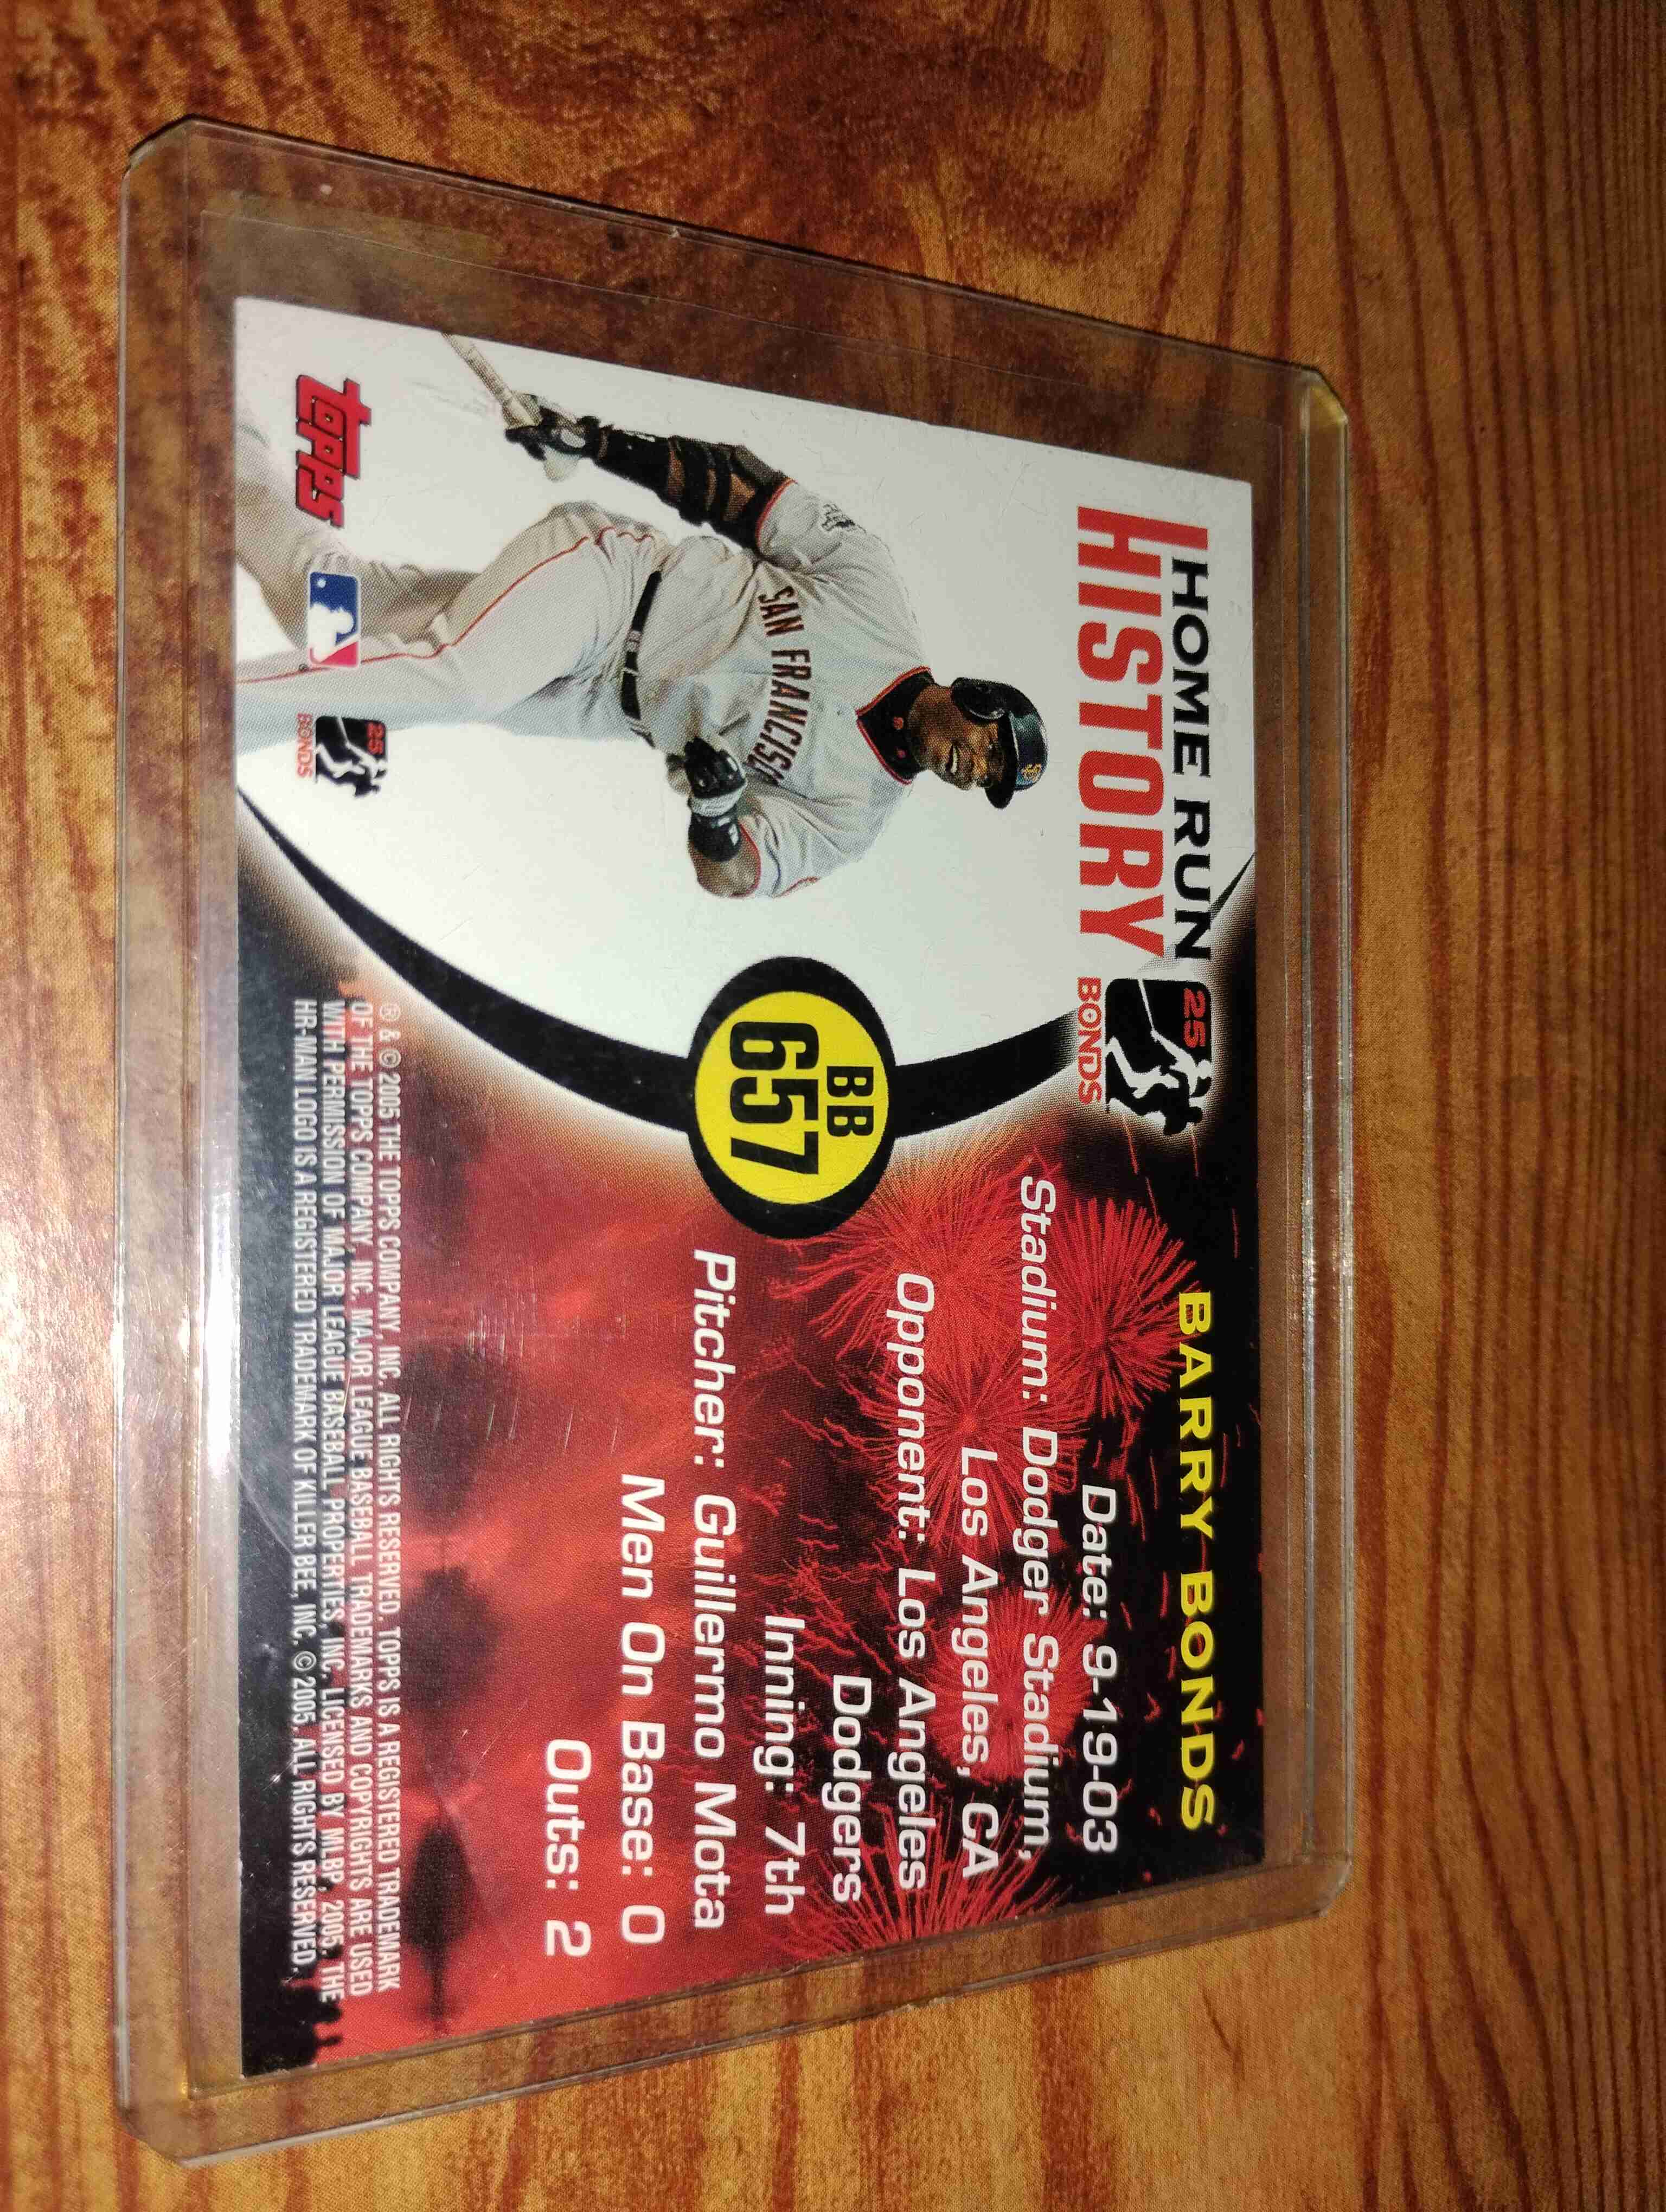 HOME RUN
HISTORY
25
BONDS
BARRY BONDS
Date: 9-19-03
Stadium: Dodger Stadium,
Los Angeles, CA
Opponent: Los Angeles
Dodgers
Inning: 7th
Pitcher: Guillermo Mota
Men On Base: 0
Outs: 2
BB
657
SAN FRANCISCO
SF
topps
25
BONDS
® & © 2005 THE TOPPS COMPANY, INC. ALL RIGHTS RESERVED. TOPPS IS A REGISTERED TRADEMARK
OF THE TOPPS COMPANY, INC. MAJOR LEAGUE BASEBALL TRADEMARKS AND COPYRIGHTS ARE USED
WITH PERMISSION OF MAJOR LEAGUE BASEBALL PROPERTIES, INC. LICENSED BY MLBP, 2005. THE
HR-MAN LOGO IS A REGISTERED TRADEMARK OF KILLER BEE, INC. © 2005. ALL RIGHTS RESERVED.